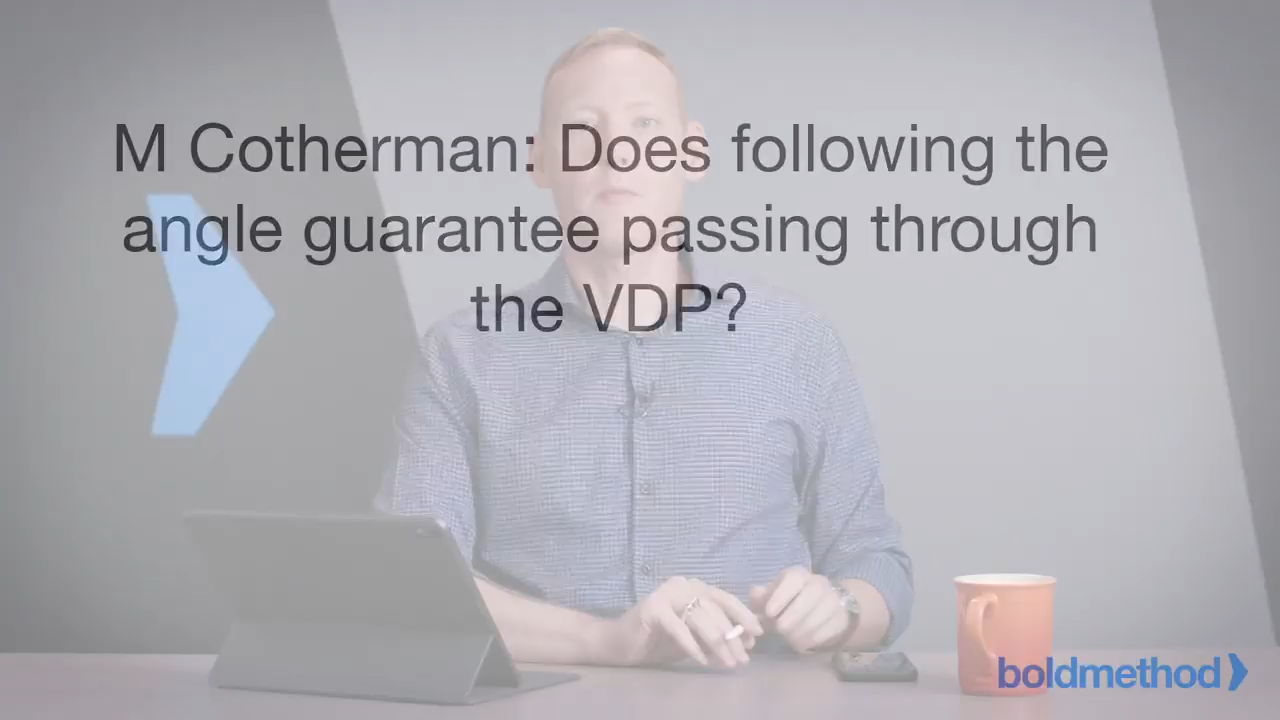 M Cotherman: Does following the
angle guarantee passing through
the VDP?
boldmethod